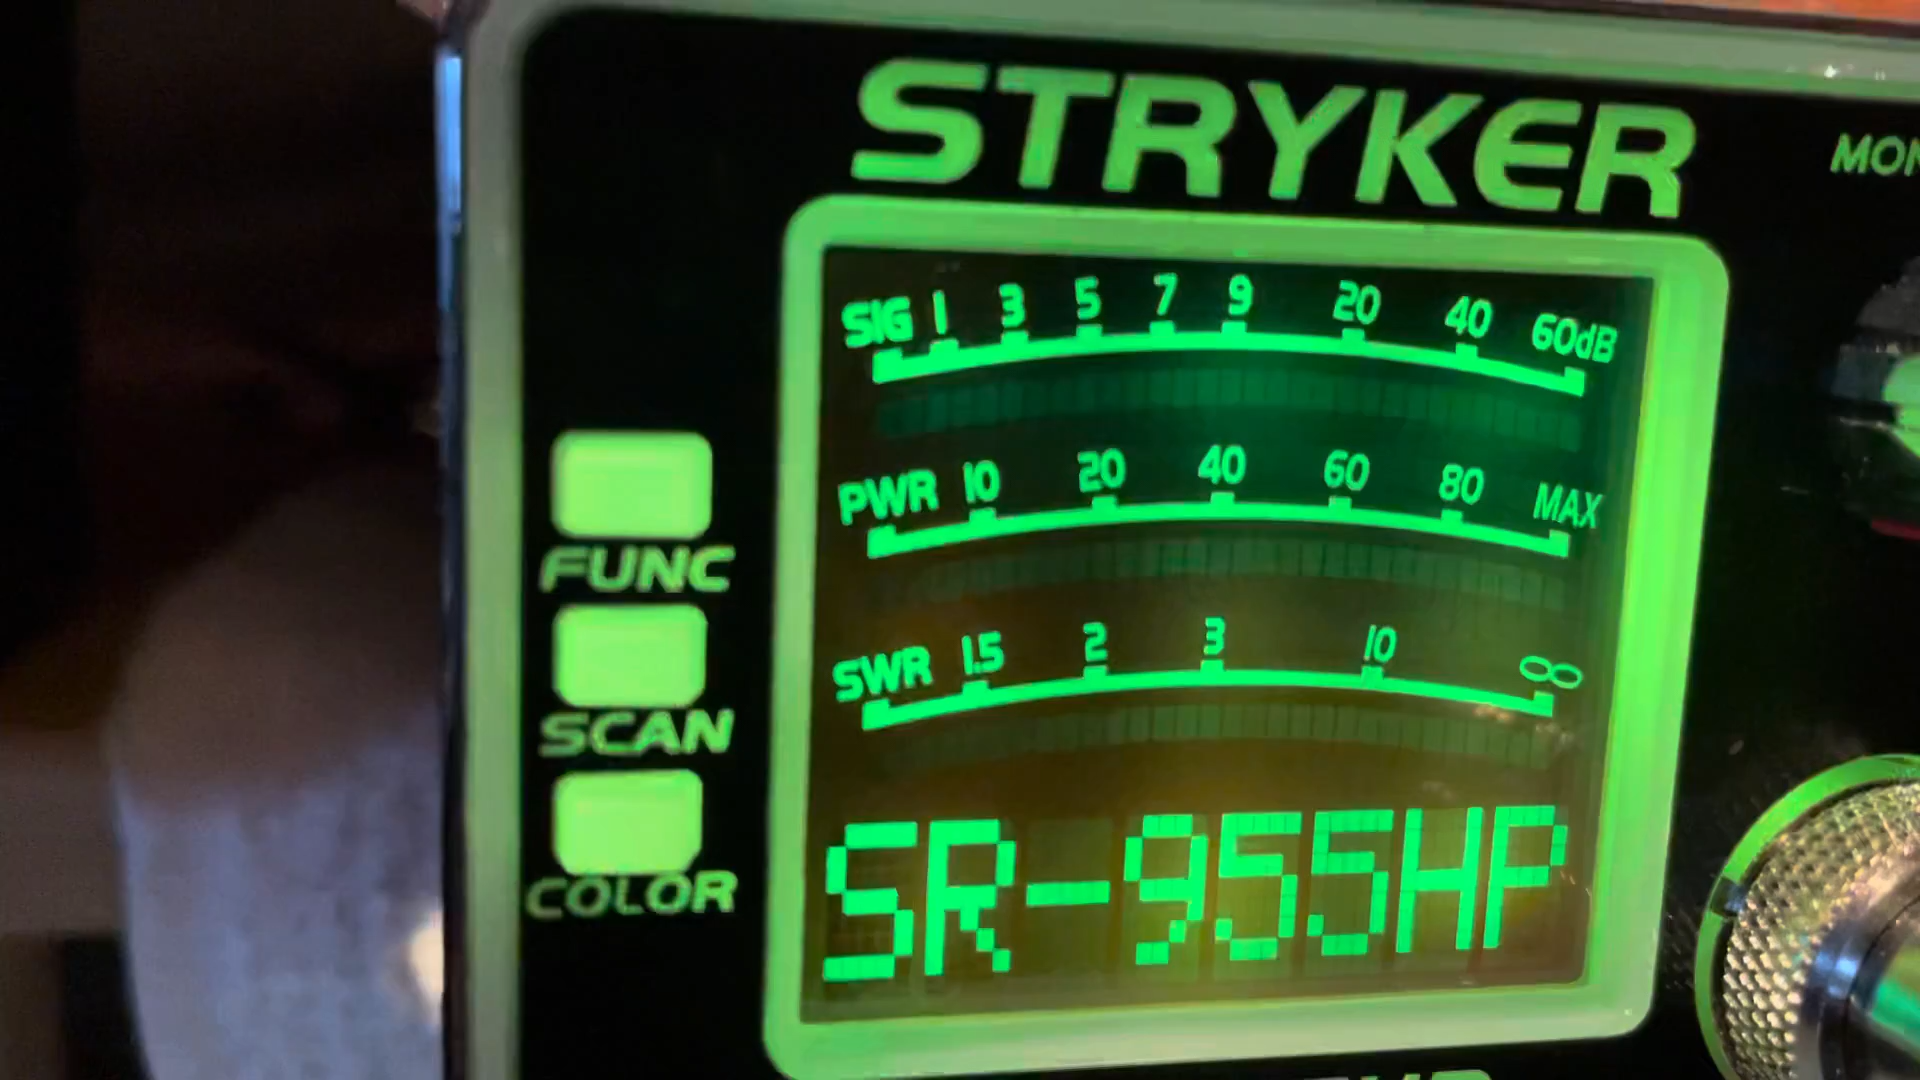 STRYKER
MON
SIG 1 3 5 7 9 20 40 60dB
PWR 10 20 40 60 80 MAX
FUNC
SWR 1.5 2 3 10 ∞
SCAN
COLOR
SR-955HP